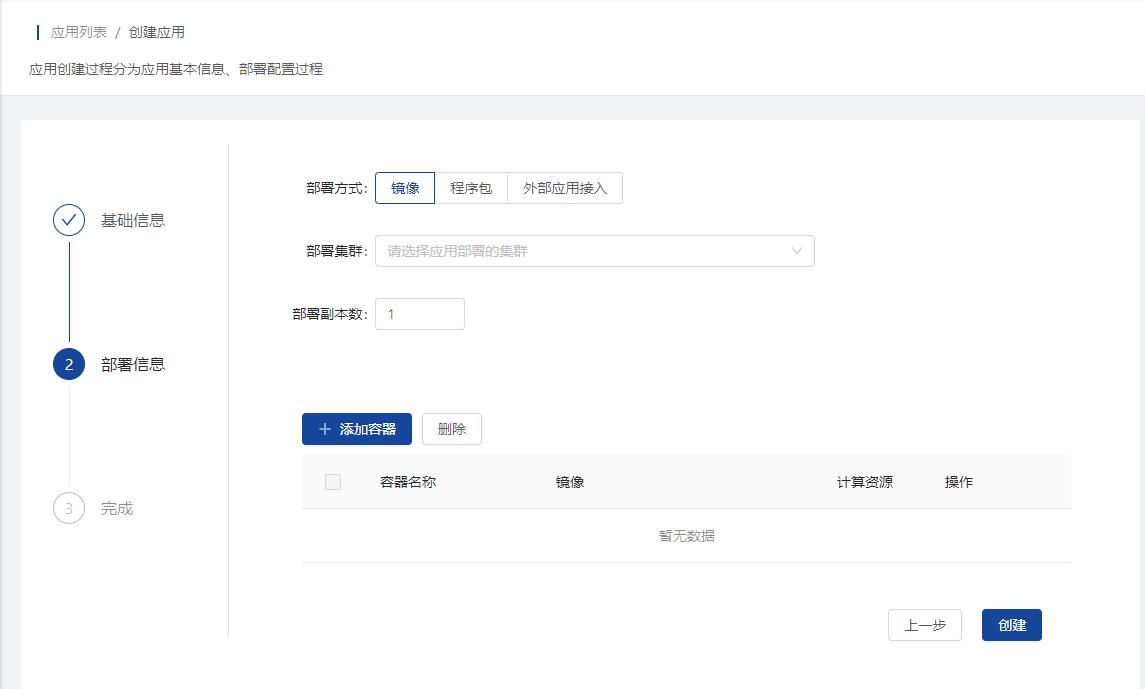 应用列表 / 创建应用
应用创建过程分为应用基本信息、部署配置过程
基础信息
2 部署信息
3 完成
部署方式: 镜像 程序包 外部应用接入
部署集群: 请选择应用部署的集群
部署副本数: 1
+ 添加容器 删除
容器名称 镜像 计算资源 操作
暂无数据
上一步 创建